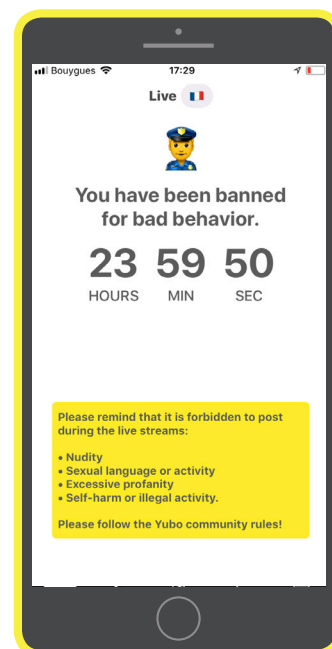 Bouygues 17:29
Live
You have been banned
for bad behavior.
23 59 50
HOURS MIN SEC
Please remind that it is forbidden to post
during the live streams:
• Nudity
• Sexual language or activity
• Excessive profanity
• Self-harm or illegal activity.
Please follow the Yubo community rules!